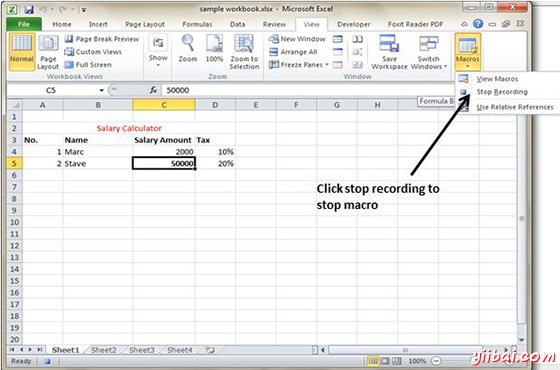 sample workbook.xlsx - Microsoft Excel
File Home Insert Page Layout Formulas Data Review View Developer Foxit Reader PDF
Normal
Page Layout
Page Break Preview
Custom Views
Full Screen
Workbook Views
Show
Zoom
100%
Zoom to Selection
Zoom
New Window
Arrange All
Freeze Panes
Save Workspace
Switch Windows
Window
Macros
View Macros
Stop Recording
Use Relative References
C5 fx 50000
Formula B
A B C D E F G H I J K
1
2 Salary Calculator
3 No. Name Salary Amount Tax
4 1 Marc 2000 10%
5 2 Stave 50000 20%
6
7
8
9
10
11
12
13
14
15
16
17
18
19
20
Click stop recording to
stop macro
Sheet1 Sheet2 Sheet3 Sheet4
Ready 100%
yiibai.com